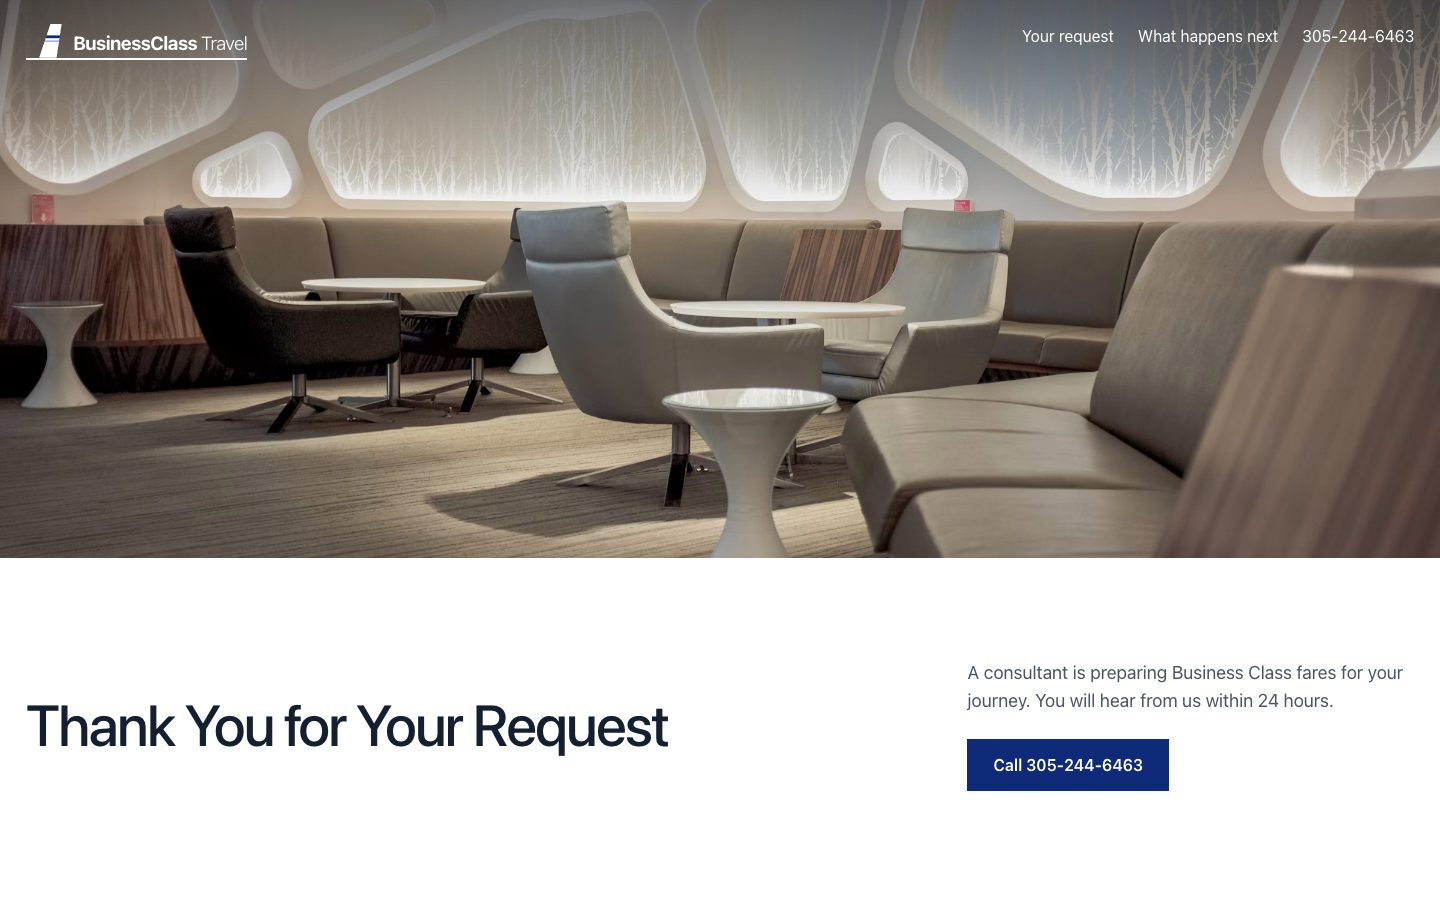 BusinessClass Travel
Your request
What happens next
305-244-6463
Thank You for Your Request
A consultant is preparing Business Class fares for your
journey. You will hear from us within 24 hours.
Call 305-244-6463